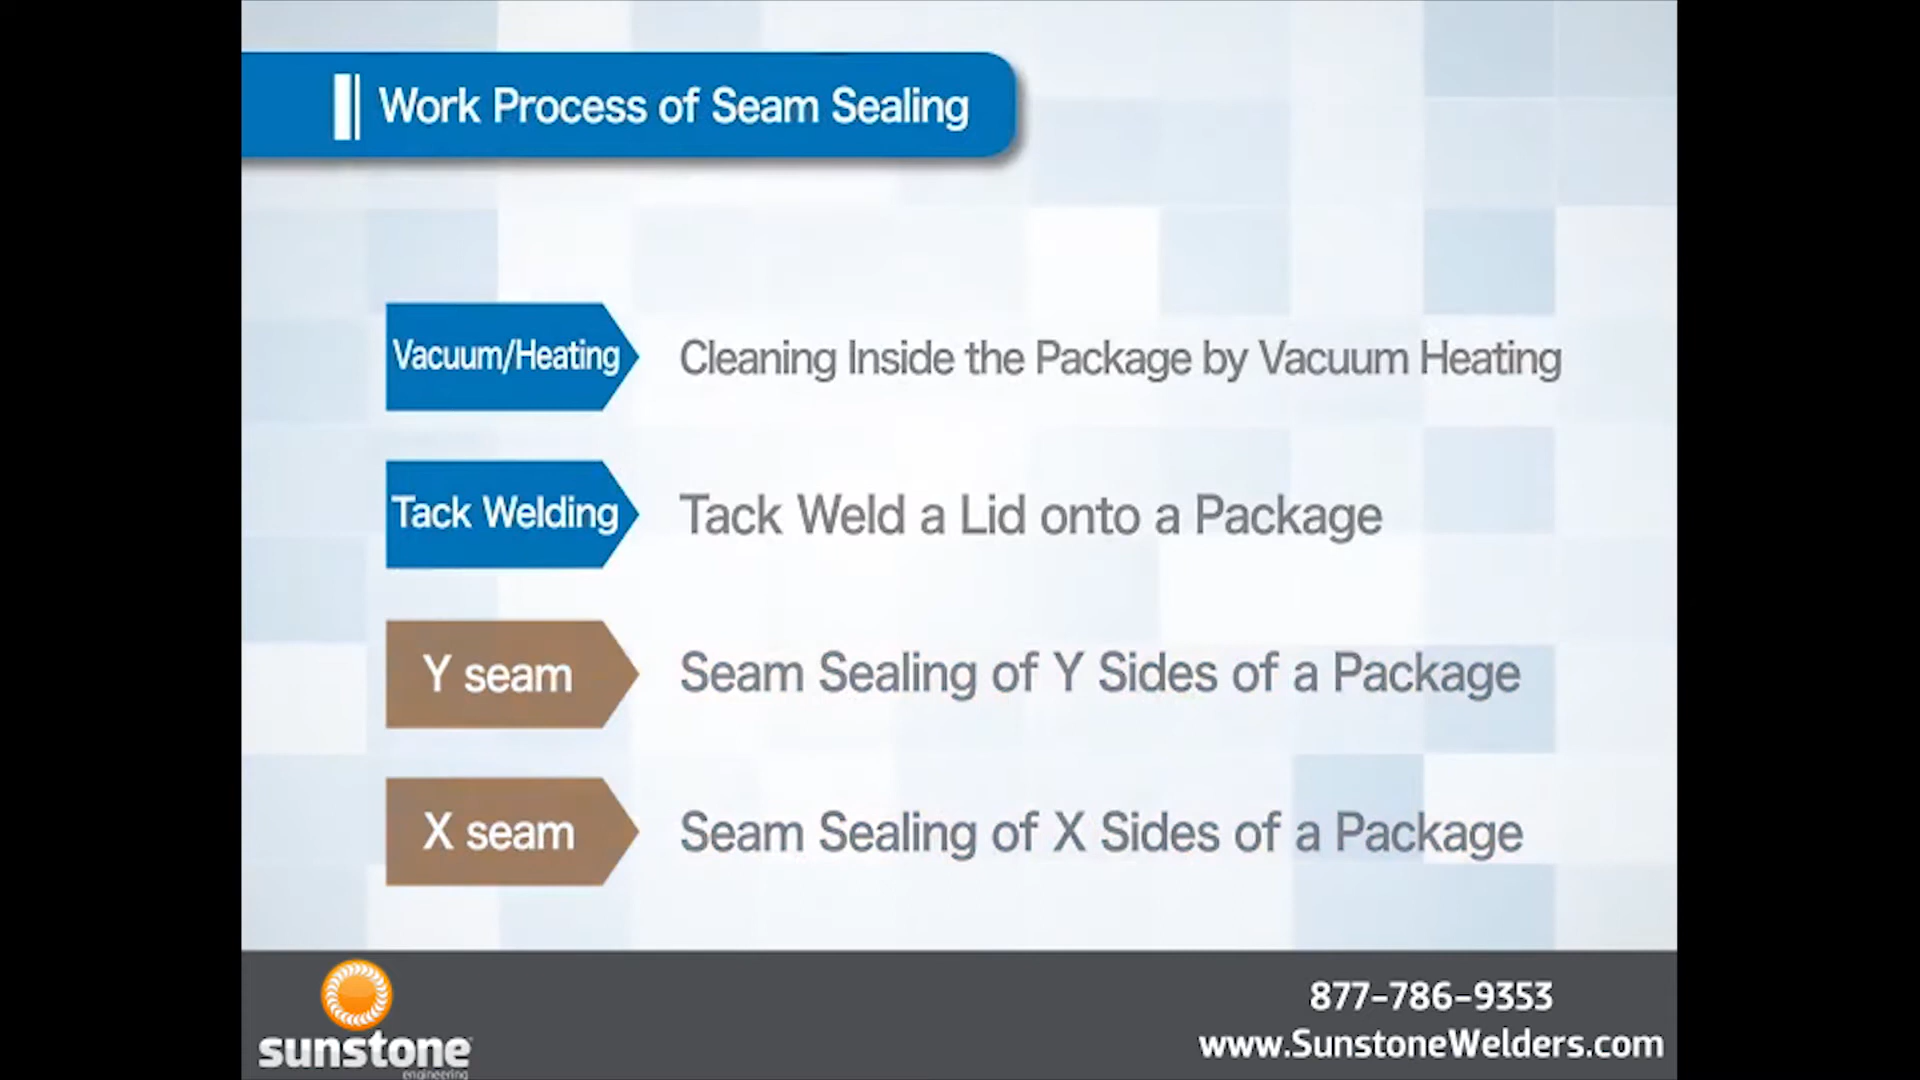 Work Process of Seam Sealing
Vacuum/Heating
Cleaning Inside the Package by Vacuum Heating
Tack Welding
Tack Weld a Lid onto a Package
Y seam
Seam Sealing of Y Sides of a Package
X seam
Seam Sealing of X Sides of a Package
sunstone
engineering
877-786-9353
www.SunstoneWelders.com